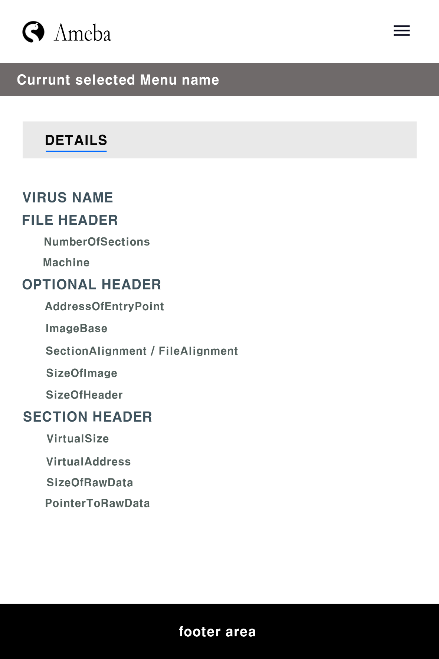 Ameba
Currunt selected Menu name
DETAILS
VIRUS NAME
FILE HEADER
NumberOfSections
Machine
OPTIONAL HEADER
AddressOfEntryPoint
ImageBase
SectionAlignment / FileAlignment
SizeOfImage
SizeOfHeader
SECTION HEADER
VirtualSize
VirtualAddress
SIzeOfRawData
PointerToRawData
footer area